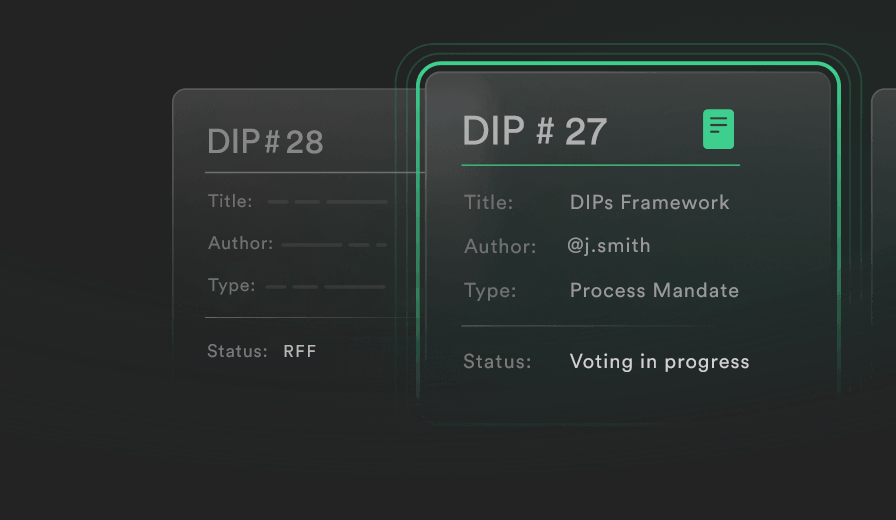 DIP # 28
Title:
Author:
Type:
Status: RFF
DIP # 27
Title: DIPs Framework
Author: @j.smith
Type: Process Mandate
Status: Voting in progress